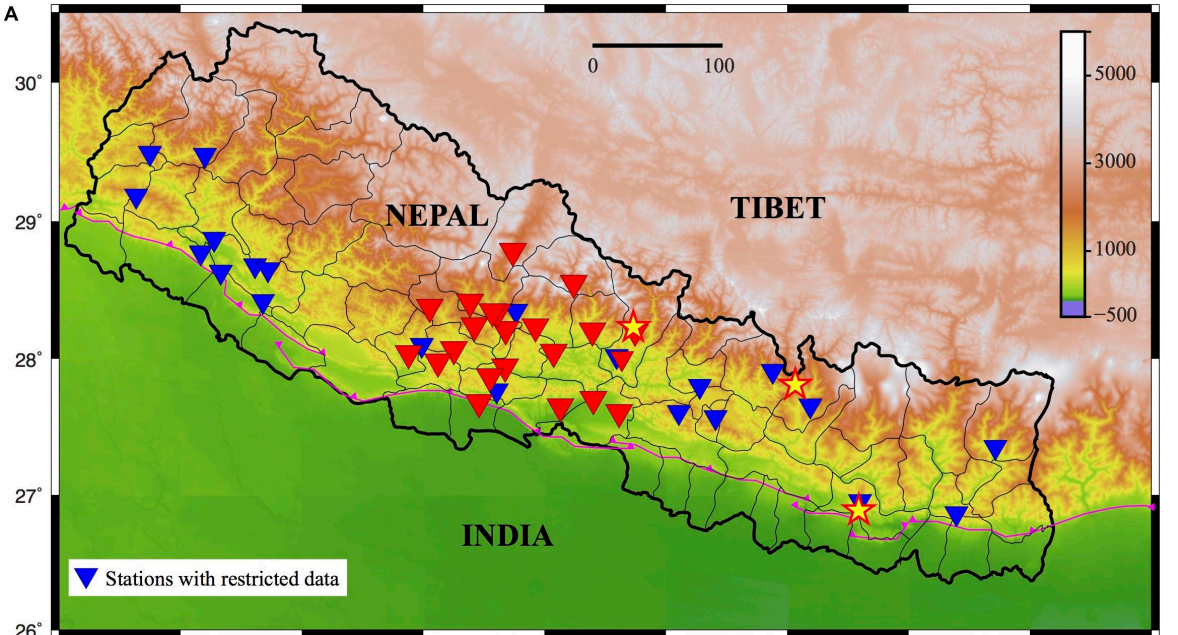 A
30°
29°
28°
27°
26°
0 100
5000
3000
1000
−500
NEPAL
TIBET
INDIA
Stations with restricted data